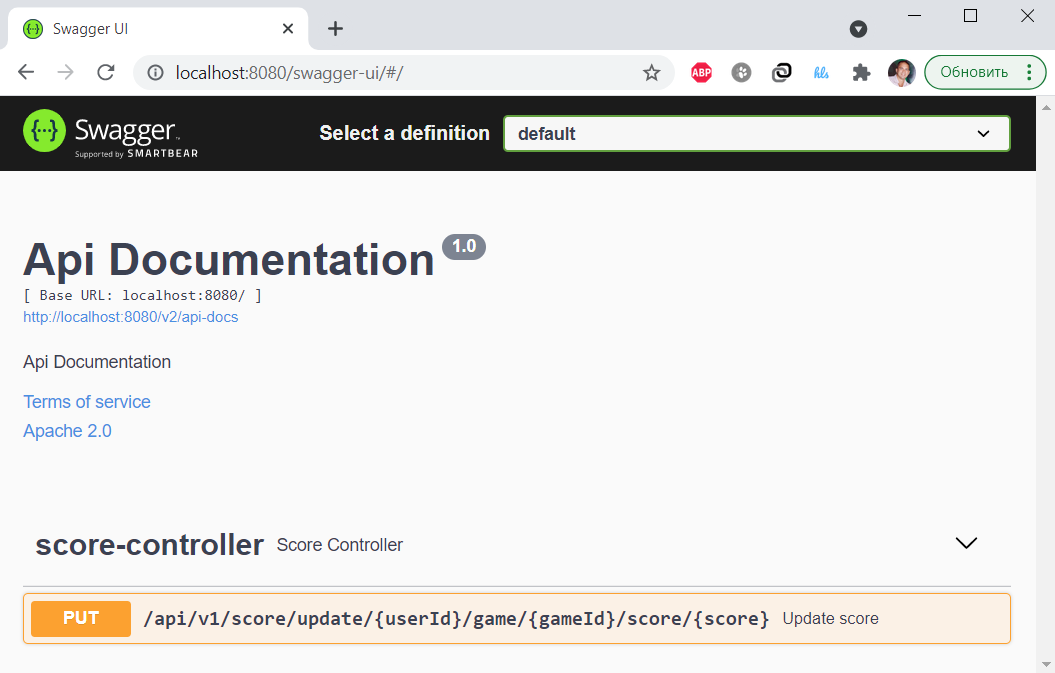 Swagger UI
localhost:8080/swagger-ui/#/
ABP
hls
Обновить
{··}
Swagger™
Supported by SMARTBEAR
Select a definition
default
Api Documentation 1.0
[ Base URL: localhost:8080/ ]
http://localhost:8080/v2/api-docs
Api Documentation
Terms of service
Apache 2.0
score-controller Score Controller
PUT /api/v1/score/update/{userId}/game/{gameId}/score/{score} Update score